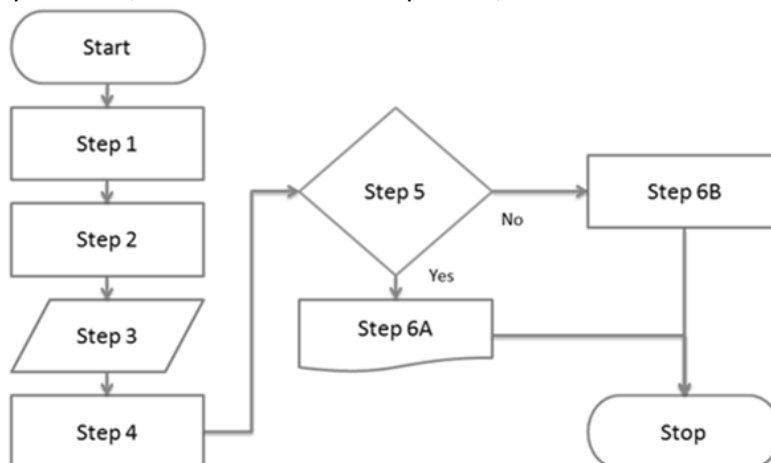 Start
Step 1
Step 2
Step 3
Step 4
Step 5
No
Yes
Step 6A
Step 6B
Stop